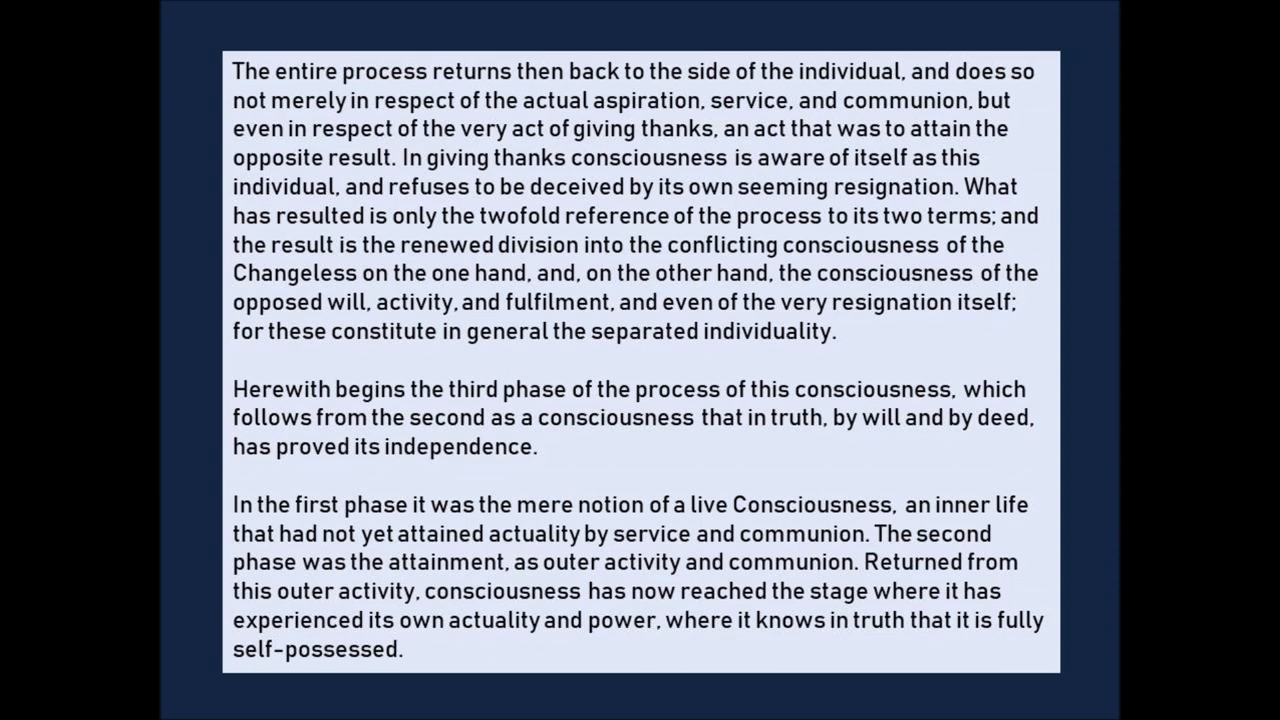 The entire process returns then back to the side of the individual, and does so
not merely in respect of the actual aspiration, service, and communion, but
even in respect of the very act of giving thanks, an act that was to attain the
opposite result. In giving thanks consciousness is aware of itself as this
individual, and refuses to be deceived by its own seeming resignation. What
has resulted is only the twofold reference of the process to its two terms; and
the result is the renewed division into the conflicting consciousness of the
Changeless on the one hand, and, on the other hand, the consciousness of the
opposed will, activity, and fulfilment, and even of the very resignation itself;
for these constitute in general the separated individuality.
Herewith begins the third phase of the process of this consciousness, which
follows from the second as a consciousness that in truth, by will and by deed,
has proved its independence.
In the first phase it was the mere notion of a live Consciousness, an inner life
that had not yet attained actuality by service and communion. The second
phase was the attainment, as outer activity and communion. Returned from
this outer activity, consciousness has now reached the stage where it has
experienced its own actuality and power, where it knows in truth that it is fully
self-possessed.